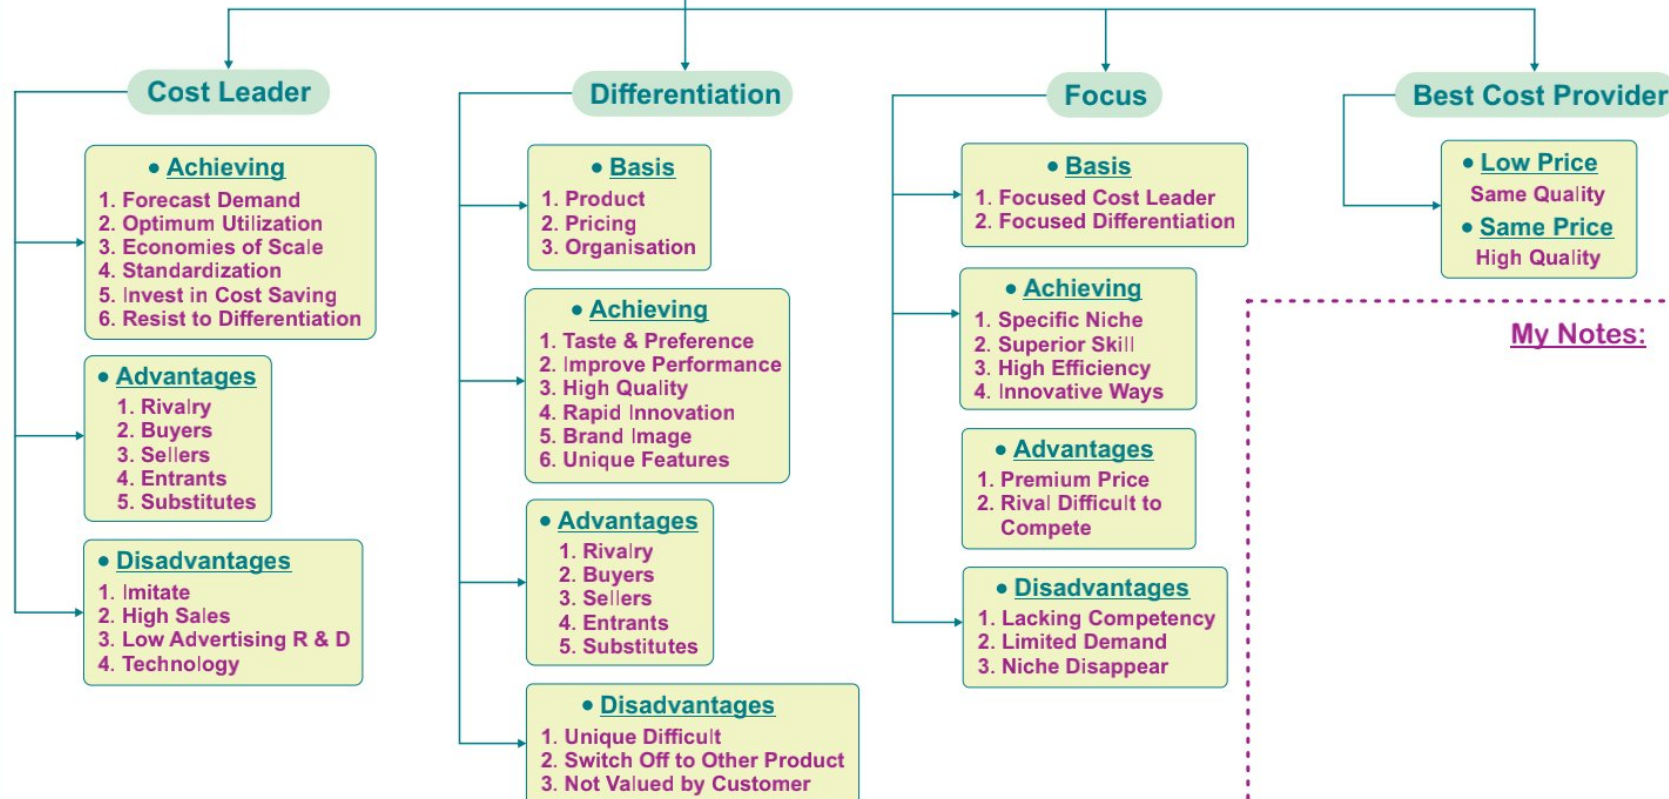 Cost Leader
• Achieving
1. Forecast Demand
2. Optimum Utilization
3. Economies of Scale
4. Standardization
5. Invest in Cost Saving
6. Resist to Differentiation
• Advantages
1. Rivalry
2. Buyers
3. Sellers
4. Entrants
5. Substitutes
• Disadvantages
1. Imitate
2. High Sales
3. Low Advertising R & D
4. Technology
Differentiation
• Basis
1. Product
2. Pricing
3. Organisation
• Achieving
1. Taste & Preference
2. Improve Performance
3. High Quality
4. Rapid Innovation
5. Brand Image
6. Unique Features
• Advantages
1. Rivalry
2. Buyers
3. Sellers
4. Entrants
5. Substitutes
• Disadvantages
1. Unique Difficult
2. Switch Off to Other Product
3. Not Valued by Customer
Focus
• Basis
1. Focused Cost Leader
2. Focused Differentiation
• Achieving
1. Specific Niche
2. Superior Skill
3. High Efficiency
4. Innovative Ways
• Advantages
1. Premium Price
2. Rival Difficult to
Compete
• Disadvantages
1. Lacking Competency
2. Limited Demand
3. Niche Disappear
Best Cost Provider
• Low Price
Same Quality
• Same Price
High Quality
My Notes: